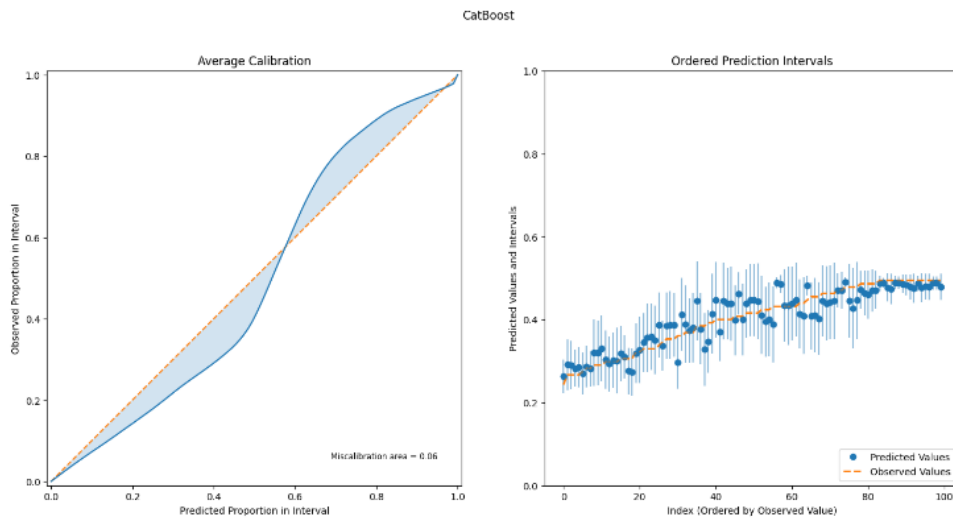 CatBoost
Average Calibration
1.0
0.8
0.6
0.4
0.2
0.0
Observed Proportion in Interval
Miscalibration area = 0.06
0.0 0.2 0.4 0.6 0.8 1.0
Predicted Proportion in Interval
Ordered Prediction Intervals
1.0
0.8
0.6
0.4
0.2
0.0
Predicted Values and Intervals
Predicted Values
Observed Values
0 20 40 60 80 100
Index (Ordered by Observed Value)